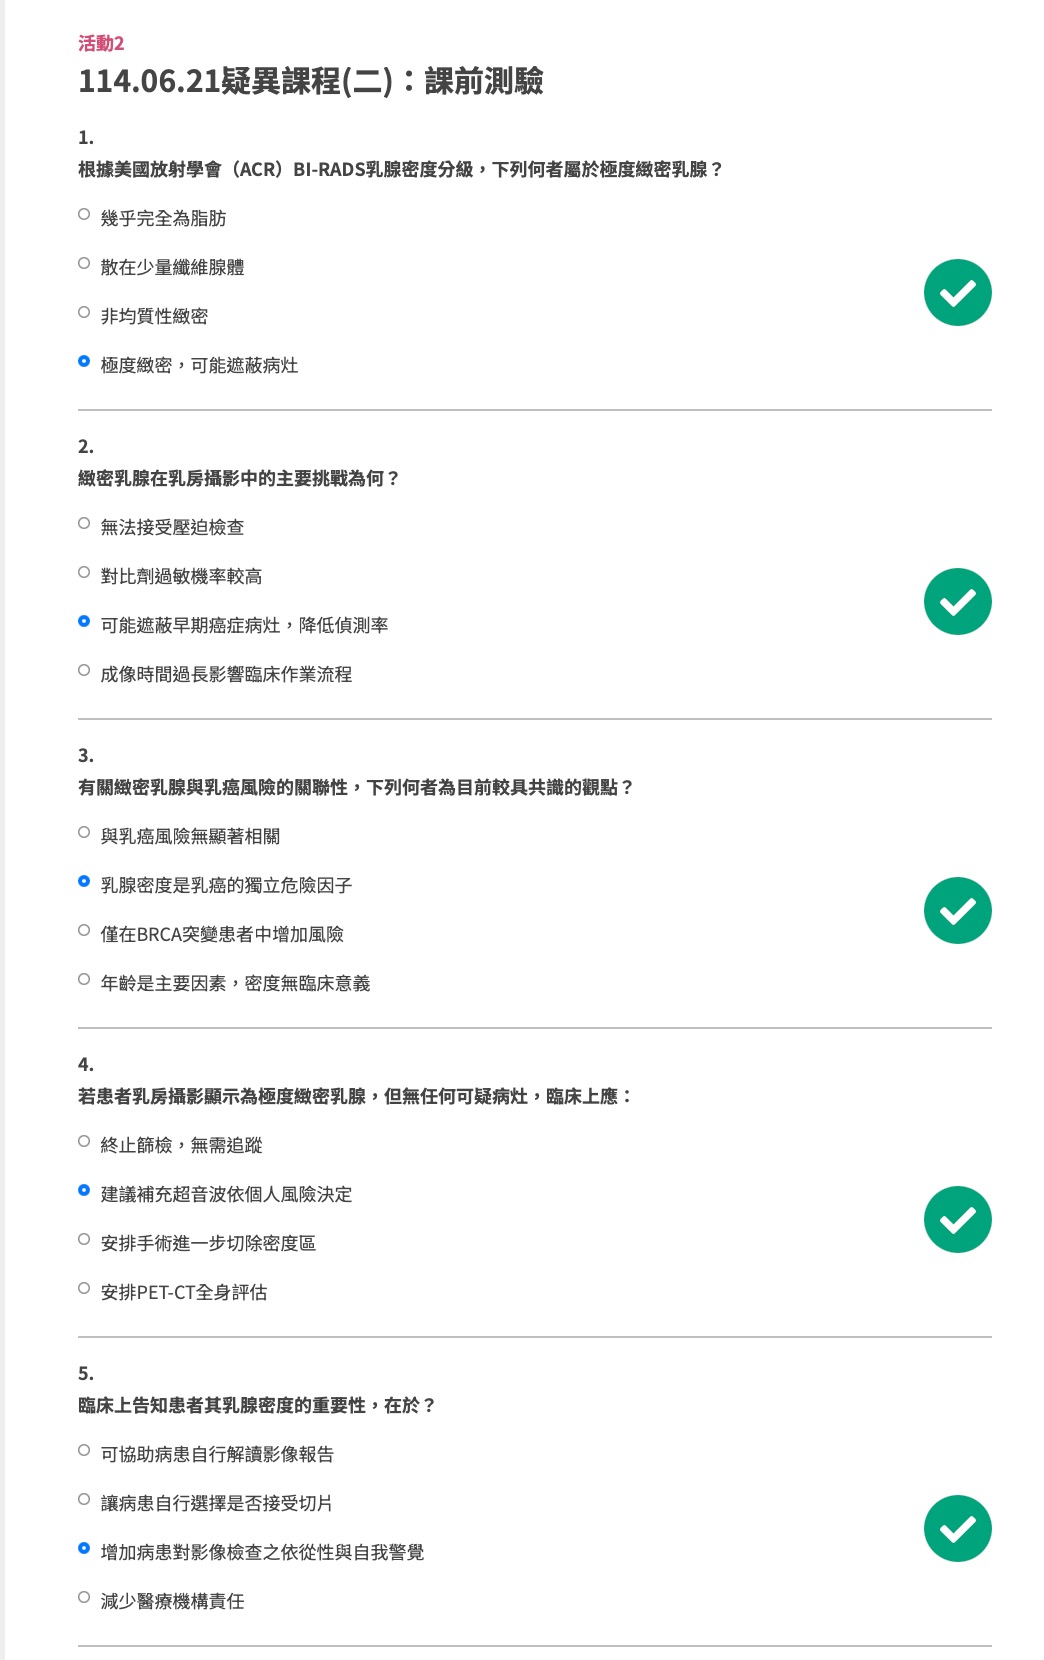 活動2
114.06.21疑異課程(二)：課前測驗
1.
根據美國放射學會（ACR）BI-RADS乳腺密度分級，下列何者屬於極度緻密乳腺？
幾乎完全為脂肪
散在少量纖維腺體
非均質性緻密
極度緻密，可能遮蔽病灶
2.
緻密乳腺在乳房攝影中的主要挑戰為何？
無法接受壓迫檢查
對比劑過敏機率較高
可能遮蔽早期癌症病灶，降低偵測率
成像時間過長影響臨床作業流程
3.
有關緻密乳腺與乳癌風險的關聯性，下列何者為目前較具共識的觀點？
與乳癌風險無顯著相關
乳腺密度是乳癌的獨立危險因子
僅在BRCA突變患者中增加風險
年齡是主要因素，密度無臨床意義
4.
若患者乳房攝影顯示為極度緻密乳腺，但無任何可疑病灶，臨床上應：
終止篩檢，無需追蹤
建議補充超音波依個人風險決定
安排手術進一步切除密度區
安排PET-CT全身評估
5.
臨床上告知患者其乳腺密度的重要性，在於？
可協助病患自行解讀影像報告
讓病患自行選擇是否接受切片
增加病患對影像檢查之依從性與自我警覺
減少醫療機構責任